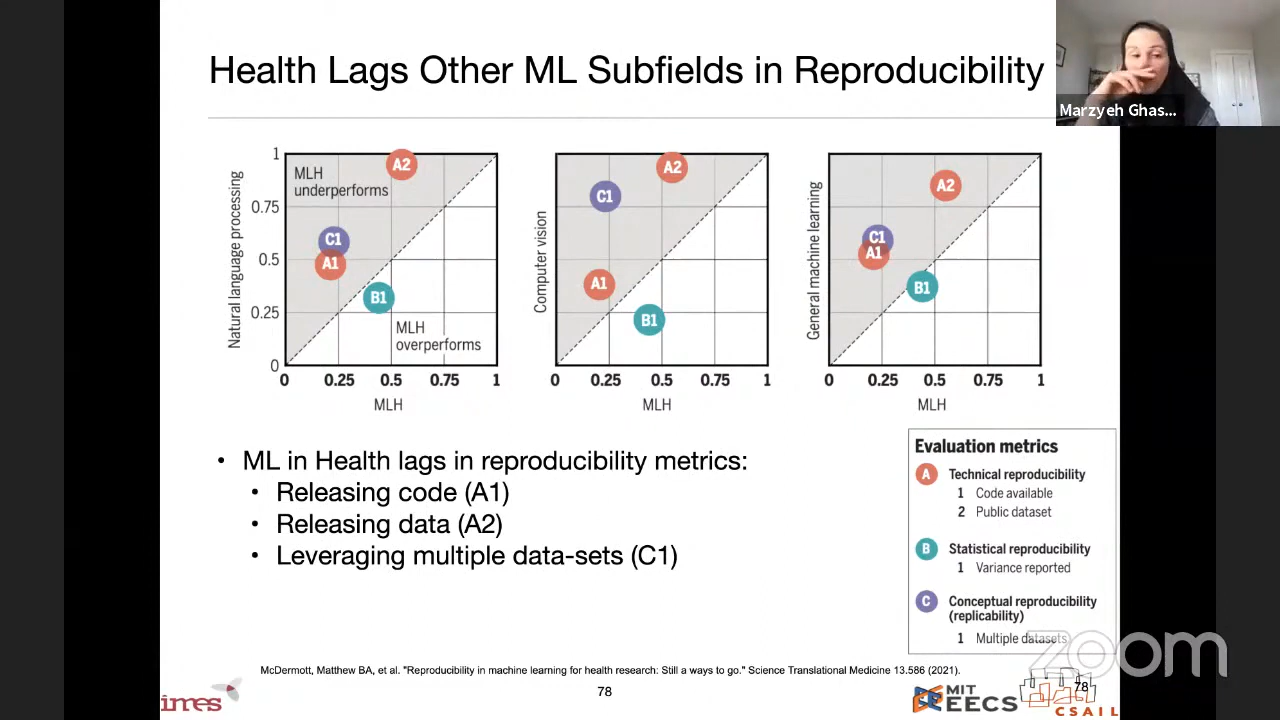 Health Lags Other ML Subfields in Reproducibility
Marzyeh Ghas...
Natural language processing
1
0.75
0.5
0.25
0
MLH
underperforms
A2
C1
A1
B1
MLH
overperforms
0 0.25 0.5 0.75 1
MLH
Computer vision
A2
C1
A1
B1
0 0.25 0.5 0.75 1
MLH
General machine learning
A2
C1
A1
B1
0 0.25 0.5 0.75 1
MLH
• ML in Health lags in reproducibility metrics:
• Releasing code (A1)
• Releasing data (A2)
• Leveraging multiple data-sets (C1)
Evaluation metrics
A Technical reproducibility
1 Code available
2 Public dataset
B Statistical reproducibility
1 Variance reported
C Conceptual reproducibility
(replicability)
1 Multiple datasets
zoom
McDermott, Matthew BA, et al. "Reproducibility in machine learning for health research: Still a ways to go." Science Translational Medicine 13.586 (2021).
imes
78
MIT
EECS
78
CSAIL